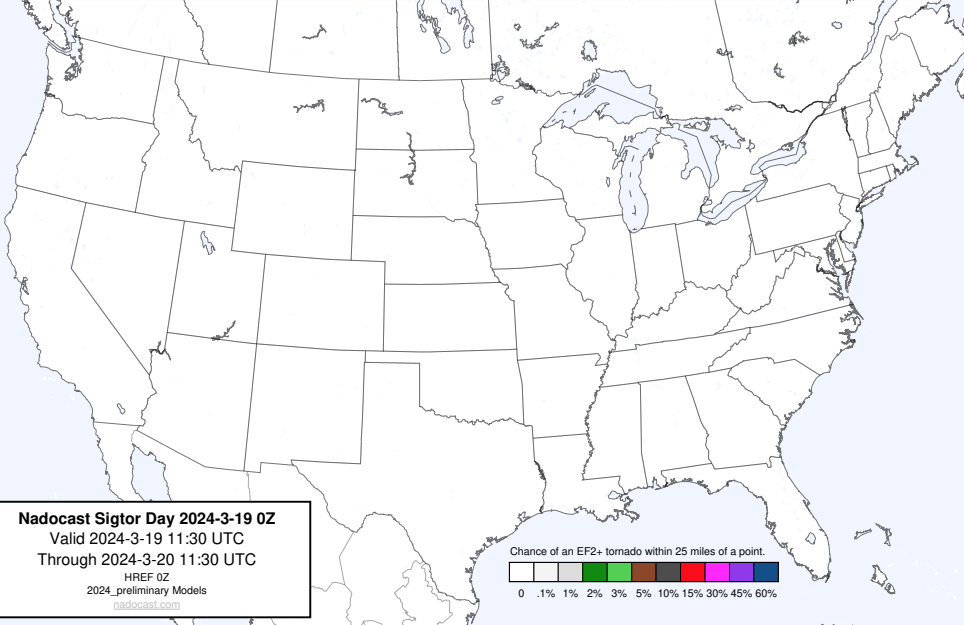 Nadocast Sigtor Day 2024-3-19 0Z
Valid 2024-3-19 11:30 UTC
Through 2024-3-20 11:30 UTC
HREF 0Z
2024_preliminary Models
nadocast.com
Chance of an EF2+ tornado within 25 miles of a point.
0 .1% 1% 2% 3% 5% 10% 15% 30% 45% 60%